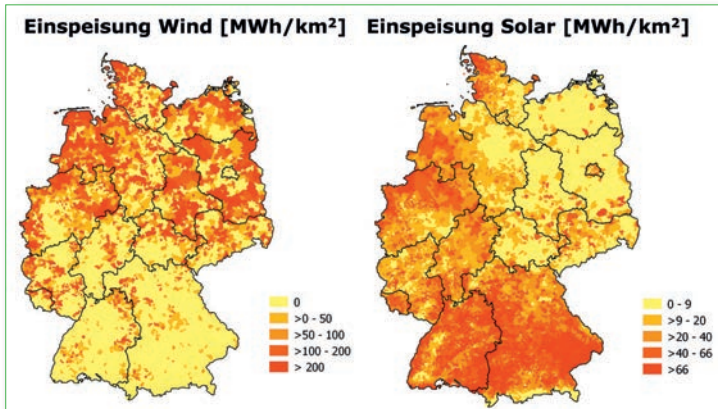 Einspeisung Wind [MWh/km²]
Einspeisung Solar [MWh/km²]
0
>0 - 50
>50 - 100
>100 - 200
> 200
0 - 9
>9 - 20
>20 - 40
>40 - 66
>66